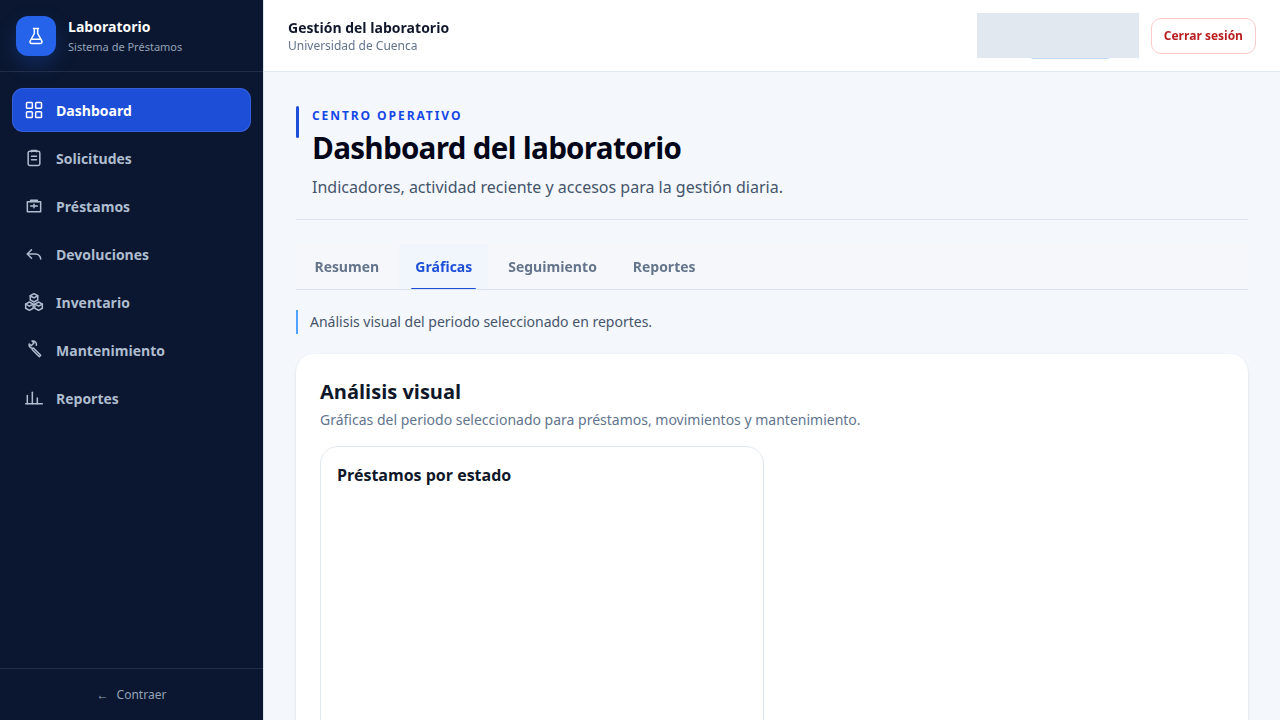 Laboratorio
Sistema de Préstamos
Dashboard
Solicitudes
Préstamos
Devoluciones
Inventario
Mantenimiento
Reportes
← Contraer
Gestión del laboratorio
Universidad de Cuenca
Cerrar sesión
CENTRO OPERATIVO
Dashboard del laboratorio
Indicadores, actividad reciente y accesos para la gestión diaria.
Resumen Gráficas Seguimiento Reportes
Análisis visual del periodo seleccionado en reportes.
Análisis visual
Gráficas del periodo seleccionado para préstamos, movimientos y mantenimiento.
Préstamos por estado